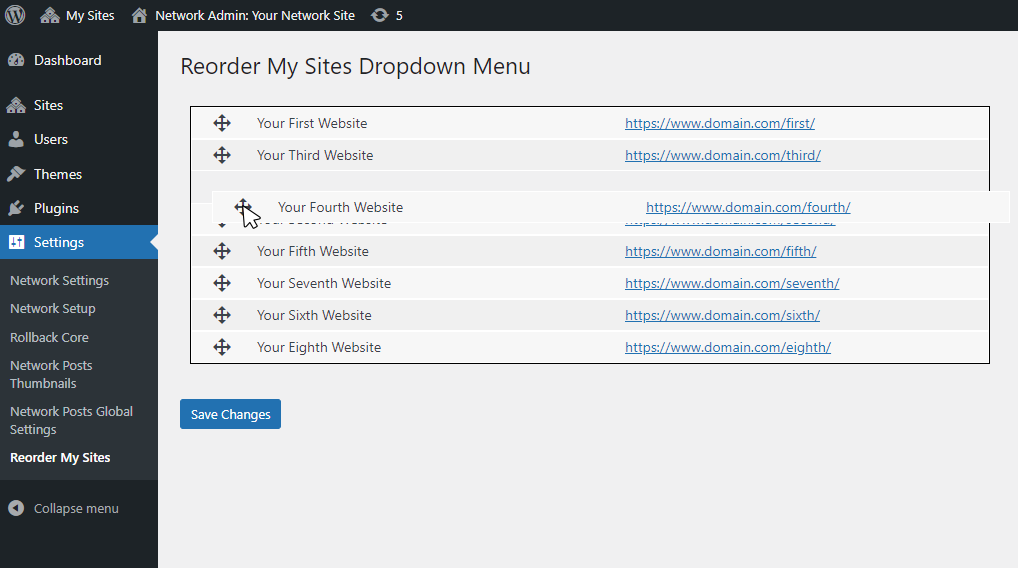 My Sites Network Admin: Your Network Site 5
Dashboard
Sites
Users
Themes
Plugins
Settings
Network Settings
Network Setup
Rollback Core
Network Posts
Thumbnails
Network Posts Global
Settings
Reorder My Sites
Collapse menu
Reorder My Sites Dropdown Menu
Your First Website https://www.domain.com/first/
Your Third Website https://www.domain.com/third/
Your Fourth Website https://www.domain.com/fourth/
Your Fifth Website https://www.domain.com/fifth/
Your Seventh Website https://www.domain.com/seventh/
Your Sixth Website https://www.domain.com/sixth/
Your Eighth Website https://www.domain.com/eighth/
Save Changes